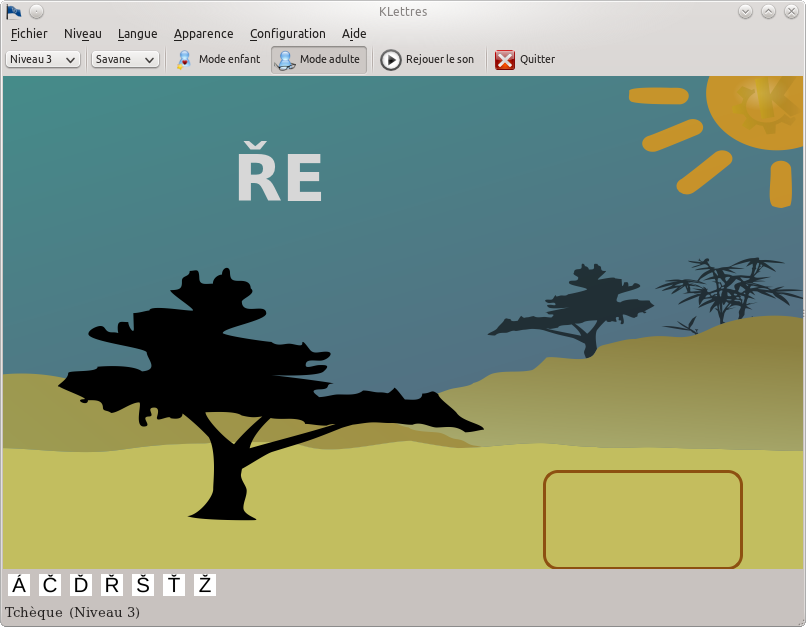 KLettres
Fichier Niveau Langue Apparence Configuration Aide
Niveau 3 Savane Mode enfant Mode adulte Rejouer le son Quitter
ŘE
Á Č Ď Ř Š Ť Ž
Tchèque (Niveau 3)